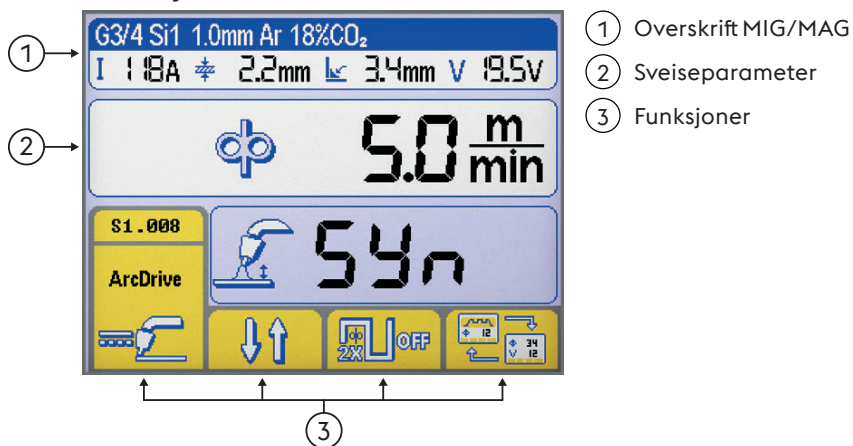 G3/4 Si1 1.0mm Ar 18%CO₂
I 118A 2.2mm 3.4mm V 19.5V
5.0 m/min
S1.008
Syn
ArcDrive
2X OFF
12
34
V 12
1 Overskrift MIG/MAG
2 Sveiseparameter
3 Funksjoner
1
2
3